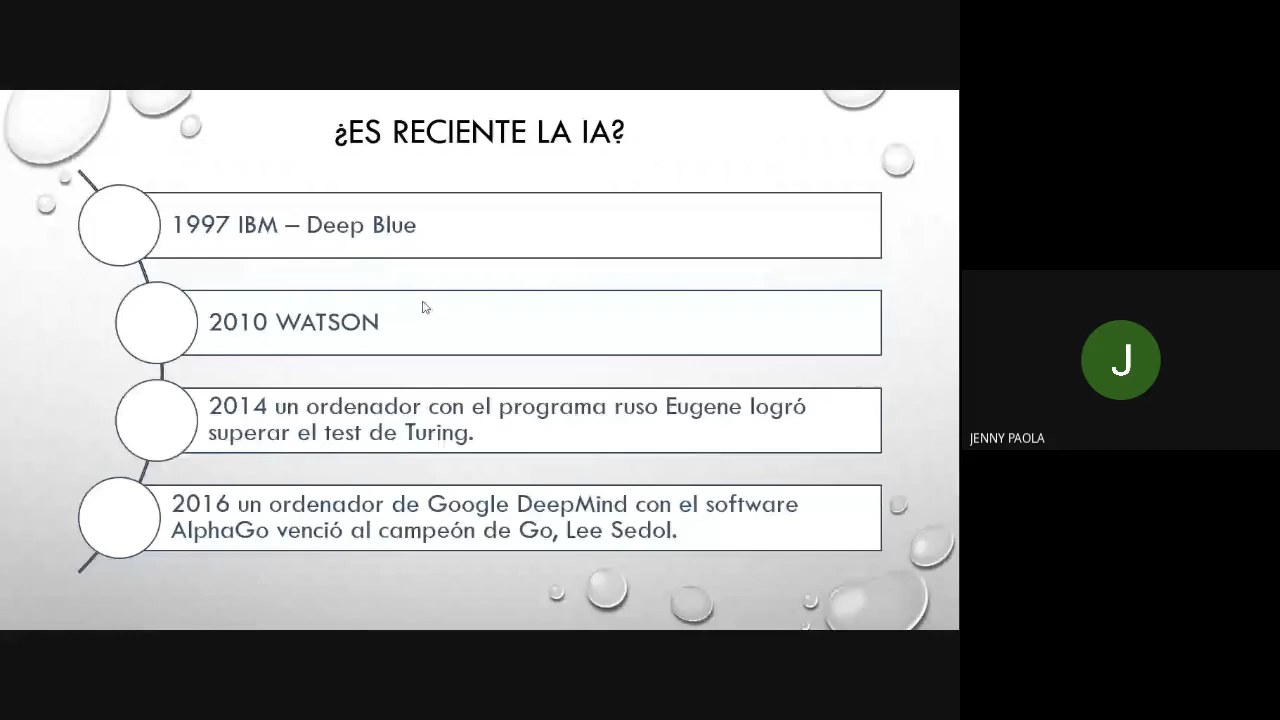 ¿ES RECIENTE LA IA?
1997 IBM – Deep Blue
2010 WATSON
2014 un ordenador con el programa ruso Eugene logró
superar el test de Turing.
2016 un ordenador de Google DeepMind con el software
AlphaGo venció al campeón de Go, Lee Sedol.
J
JENNY PAOLA